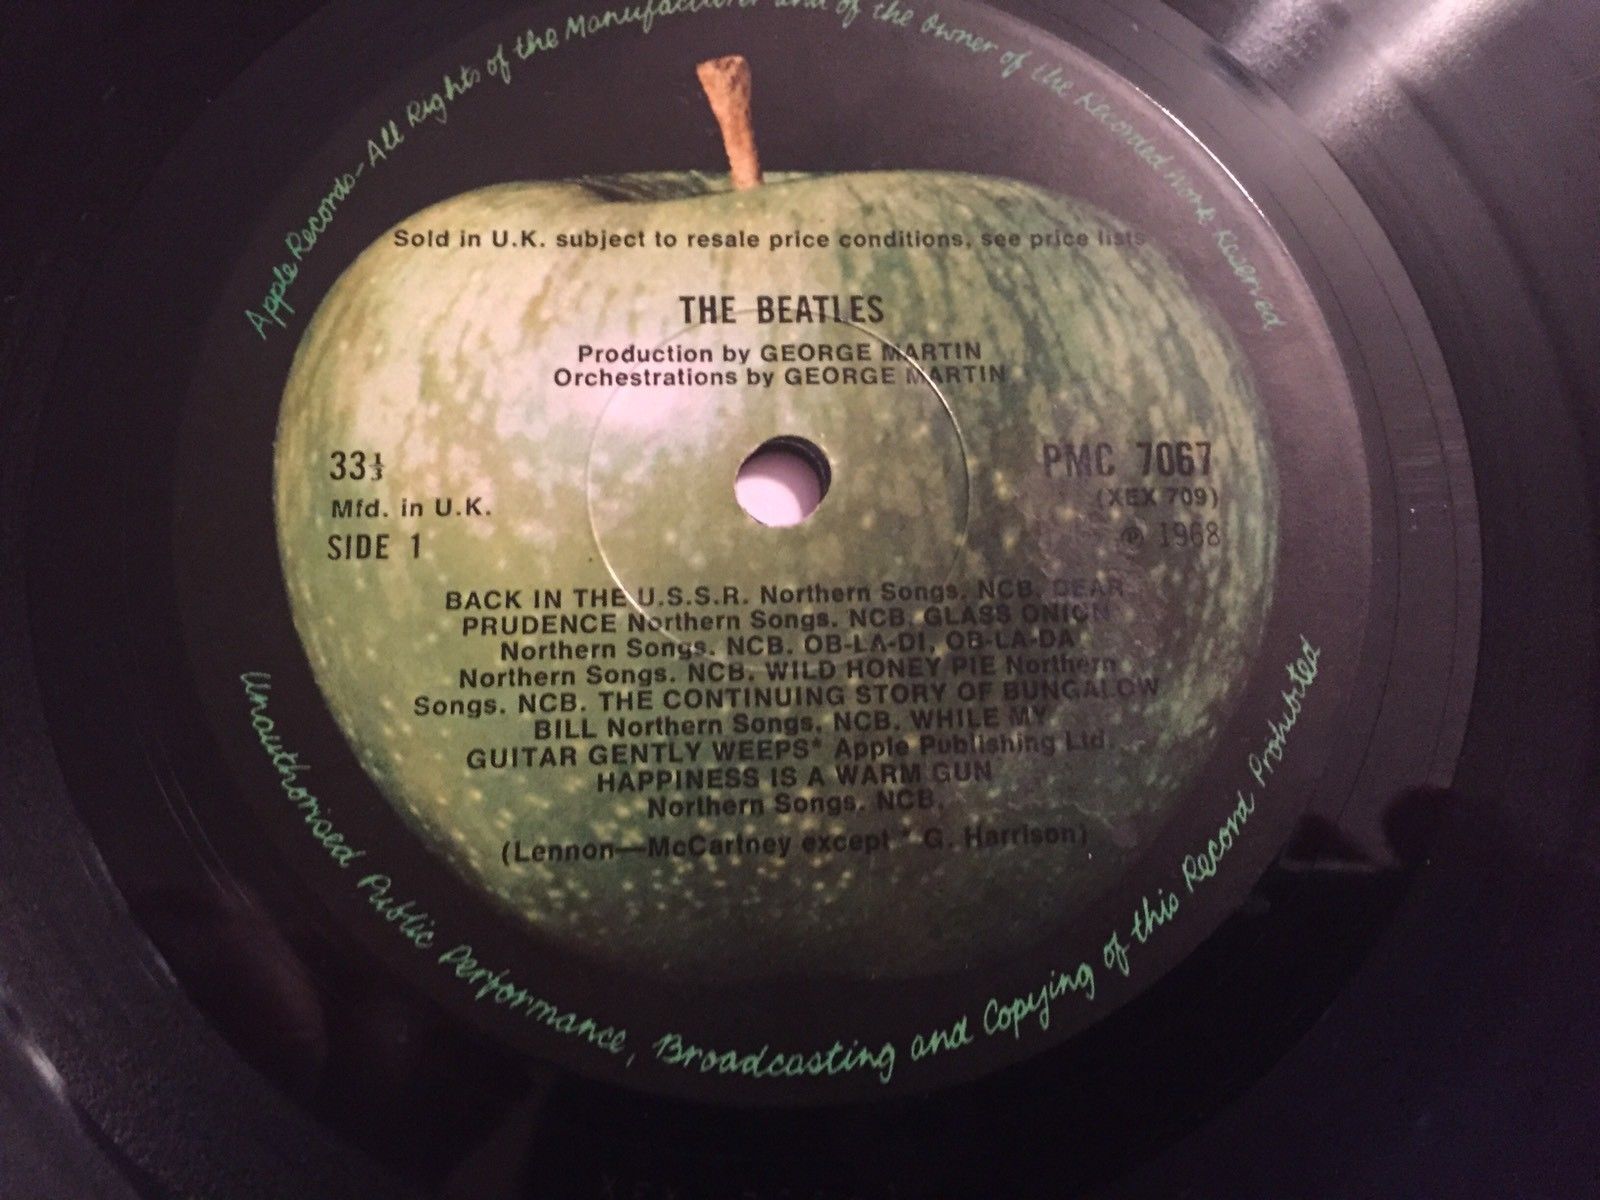 Apple Records—All Rights of the Manufacturer and of the Owner of the Recorded Work Reserved
Sold in U.K. subject to resale price conditions, see price lists
THE BEATLES
Production by GEORGE MARTIN
Orchestrations by GEORGE MARTIN
33⅓
Mfd. in U.K.
SIDE 1
PMC 7067
(XEX 709)
℗ 1968
BACK IN THE U.S.S.R. Northern Songs. NCB. DEAR
PRUDENCE Northern Songs. NCB. GLASS ONION
Northern Songs. NCB. OB-LA-DI, OB-LA-DA
Northern Songs. NCB. WILD HONEY PIE Northern
Songs. NCB. THE CONTINUING STORY OF BUNGALOW
BILL Northern Songs. NCB. WHILE MY
GUITAR GENTLY WEEPS* Apple Publishing Ltd.
HAPPINESS IS A WARM GUN
Northern Songs. NCB.
(Lennon—McCartney except * G. Harrison)
Unauthorised Public Performance, Broadcasting and Copying of this Record Prohibited